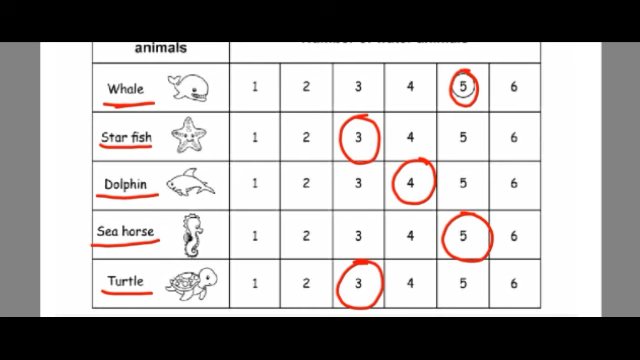 animals
Whale 1 2 3 4 5 6
Star fish 1 2 3 4 5 6
Dolphin 1 2 3 4 5 6
Sea horse 1 2 3 4 5 6
Turtle 1 2 3 4 5 6